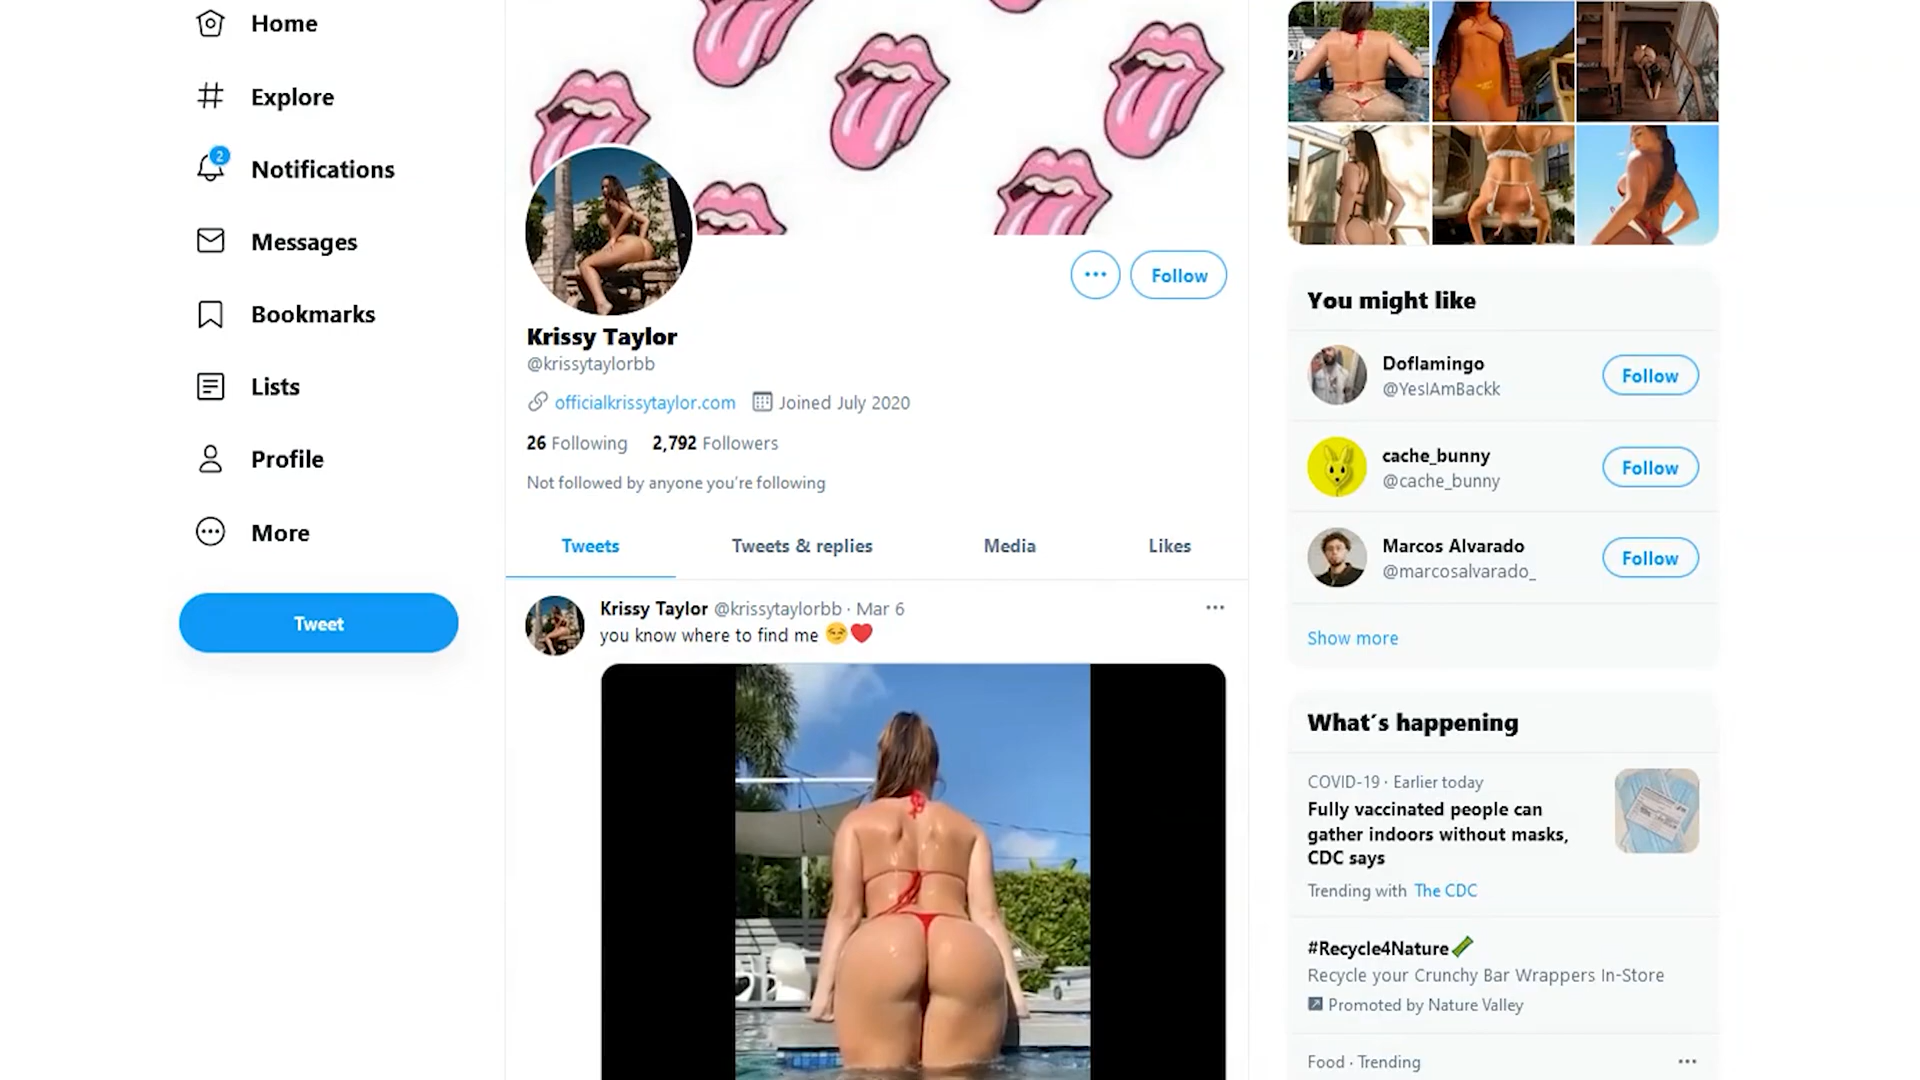 Home
Explore
2
Notifications
Messages
Bookmarks
Lists
Profile
More
Tweet
Follow
Krissy Taylor
@krissytaylorbb
officialkrissytaylor.com Joined July 2020
26 Following 2,792 Followers
Not followed by anyone you're following
Tweets Tweets & replies Media Likes
Krissy Taylor @krissytaylorbb · Mar 6
you know where to find me 😏❤️
You might like
Doflamingo
@YesIAmBackk
Follow
cache_bunny
@cache_bunny
Follow
Marcos Alvarado
@marcosalvarado_
Follow
Show more
What´s happening
COVID-19 · Earlier today
Fully vaccinated people can
gather indoors without masks,
CDC says
Trending with The CDC
#Recycle4Nature
Recycle your Crunchy Bar Wrappers In-Store
Promoted by Nature Valley
Food · Trending